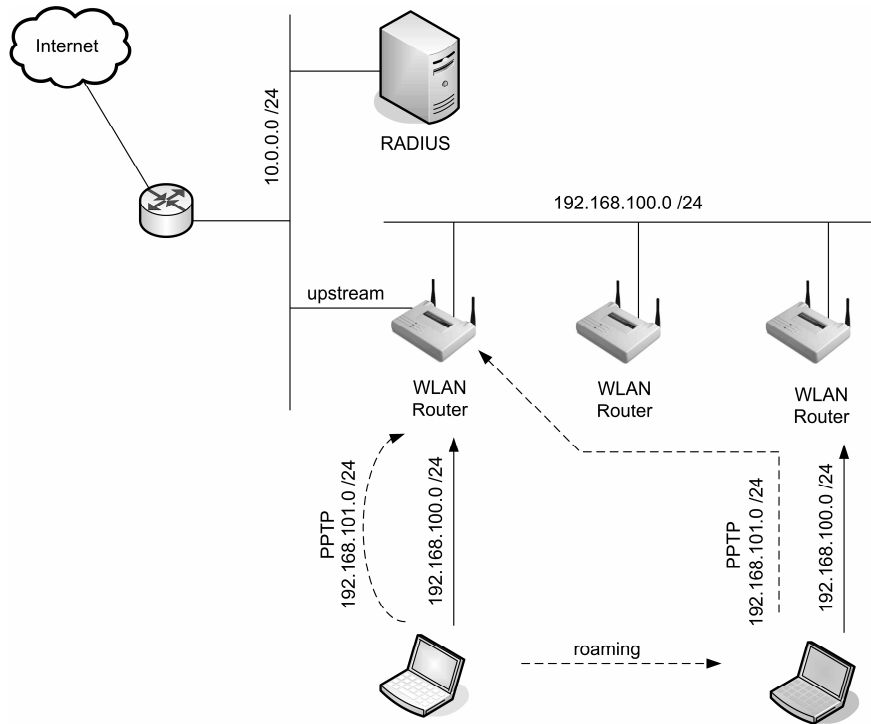 Internet
10.0.0.0 /24
RADIUS
192.168.100.0 /24
upstream
WLAN
Router
WLAN
Router
WLAN
Router
PPTP
192.168.101.0 /24
192.168.100.0 /24
PPTP
192.168.101.0 /24
192.168.100.0 /24
roaming